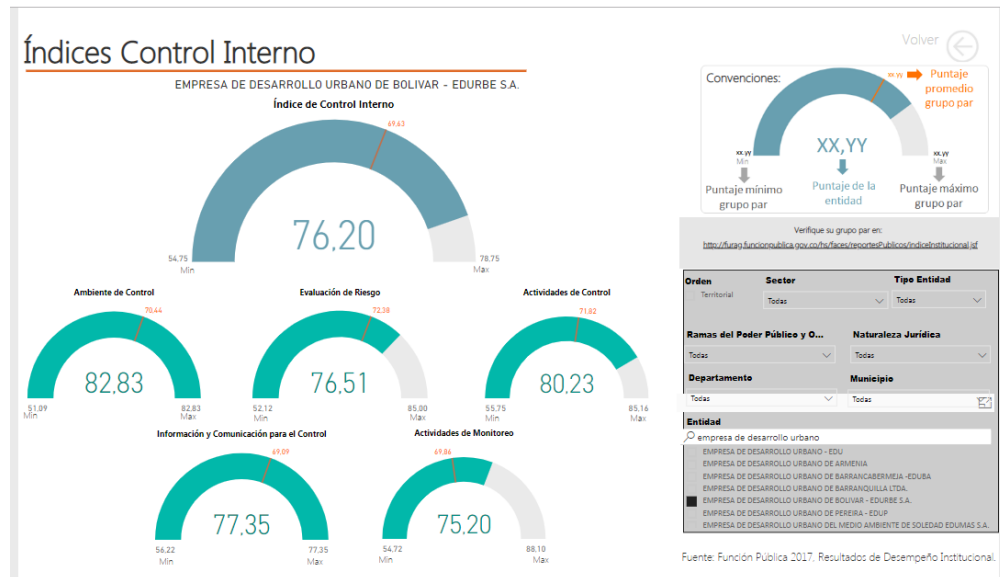 Índices Control Interno
EMPRESA DE DESARROLLO URBANO DE BOLIVAR - EDURBE S.A.
Índice de Control Interno
69,63
76,20
54,75
Min
78,75
Max
Ambiente de Control
70,44
82,83
51,09
Min
82,83
Max
Evaluación de Riesgo
72,38
76,51
52,12
Min
85,00
Max
Actividades de Control
71,82
80,23
55,75
Min
85,16
Max
Información y Comunicación para el Control
69,09
77,35
56,22
Min
77,35
Max
Actividades de Monitoreo
69,86
75,20
54,72
Min
88,10
Max
Volver
Convenciones:
xx,yy
Puntaje
promedio
grupo par
XX,YY
xx,yy
Min
xx,yy
Max
Puntaje mínimo
grupo par
Puntaje de la
entidad
Puntaje máximo
grupo par
Verifique su grupo par en:
http://furag.funcionpublica.gov.co/hs/faces/reportesPublicos/indiceInstitucional.jsf
Orden
Territorial
Sector
Todas
Tipo Entidad
Todas
Ramas del Poder Público y O...
Todas
Naturaleza Jurídica
Todas
Departamento
Todas
Municipio
Todas
Entidad
empresa de desarrollo urbano
EMPRESA DE DESARROLLO URBANO - EDU
EMPRESA DE DESARROLLO URBANO DE ARMENIA
EMPRESA DE DESARROLLO URBANO DE BARRANCABERMEJA -EDUBA
EMPRESA DE DESARROLLO URBANO DE BARRANQUILLA LTDA.
EMPRESA DE DESARROLLO URBANO DE BOLIVAR - EDURBE S.A.
EMPRESA DE DESARROLLO URBANO DE PEREIRA - EDUP
EMPRESA DE DESARROLLO URBANO DEL MEDIO AMBIENTE DE SOLEDAD EDUMAS S.A.
Fuente: Función Pública 2017, Resultados de Desempeño Institucional.